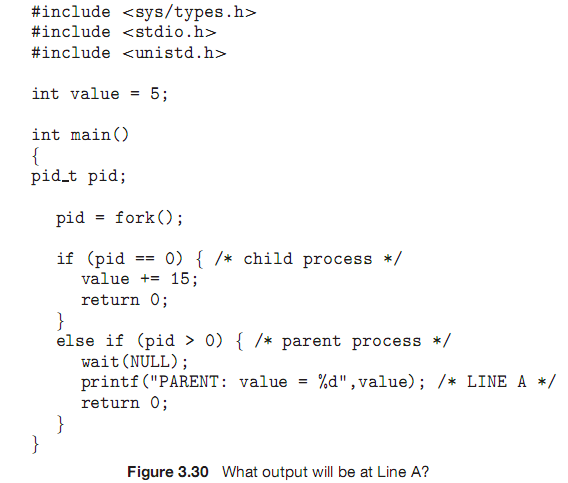 #include <sys/types.h>
#include <stdio.h>
#include <unistd.h>
int value = 5;
int main()
{
pid_t pid;
pid = fork();
if (pid == 0) { /* child process */
value += 15;
return 0;
}
else if (pid > 0) { /* parent process */
wait(NULL);
printf("PARENT: value = %d",value); /* LINE A */
return 0;
}
}
Figure 3.30 What output will be at Line A?